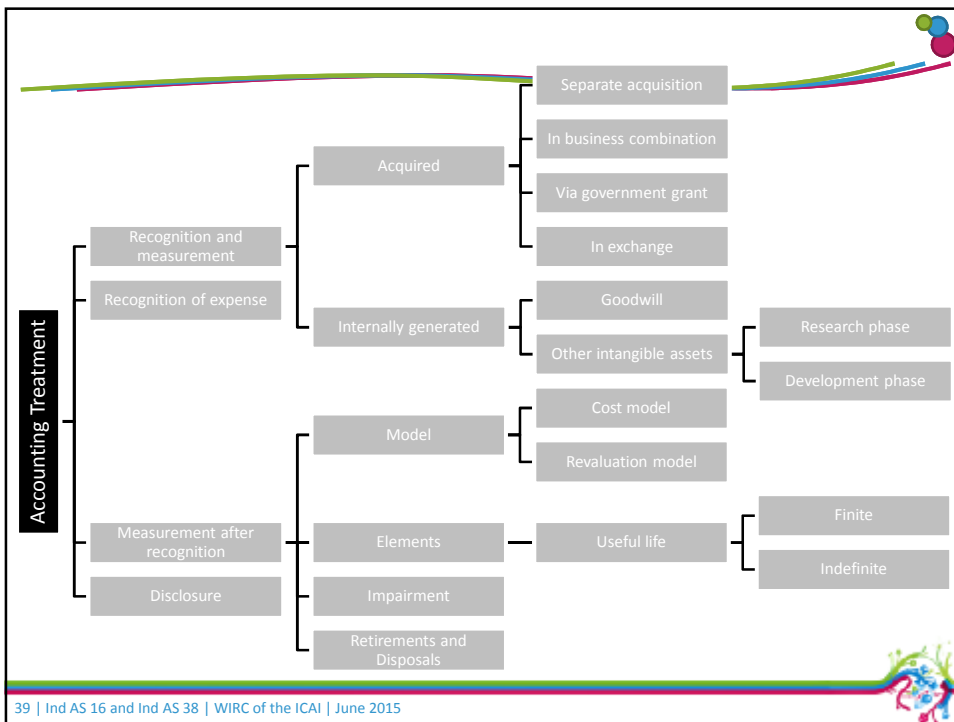 Accounting Treatment
Recognition and
measurement
Recognition of expense
Measurement after
recognition
Disclosure
Acquired
Internally generated
Model
Elements
Impairment
Retirements and
Disposals
Separate acquisition
In business combination
Via government grant
In exchange
Goodwill
Other intangible assets
Cost model
Revaluation model
Useful life
Research phase
Development phase
Finite
Indefinite
39 | Ind AS 16 and Ind AS 38 | WIRC of the ICAI | June 2015